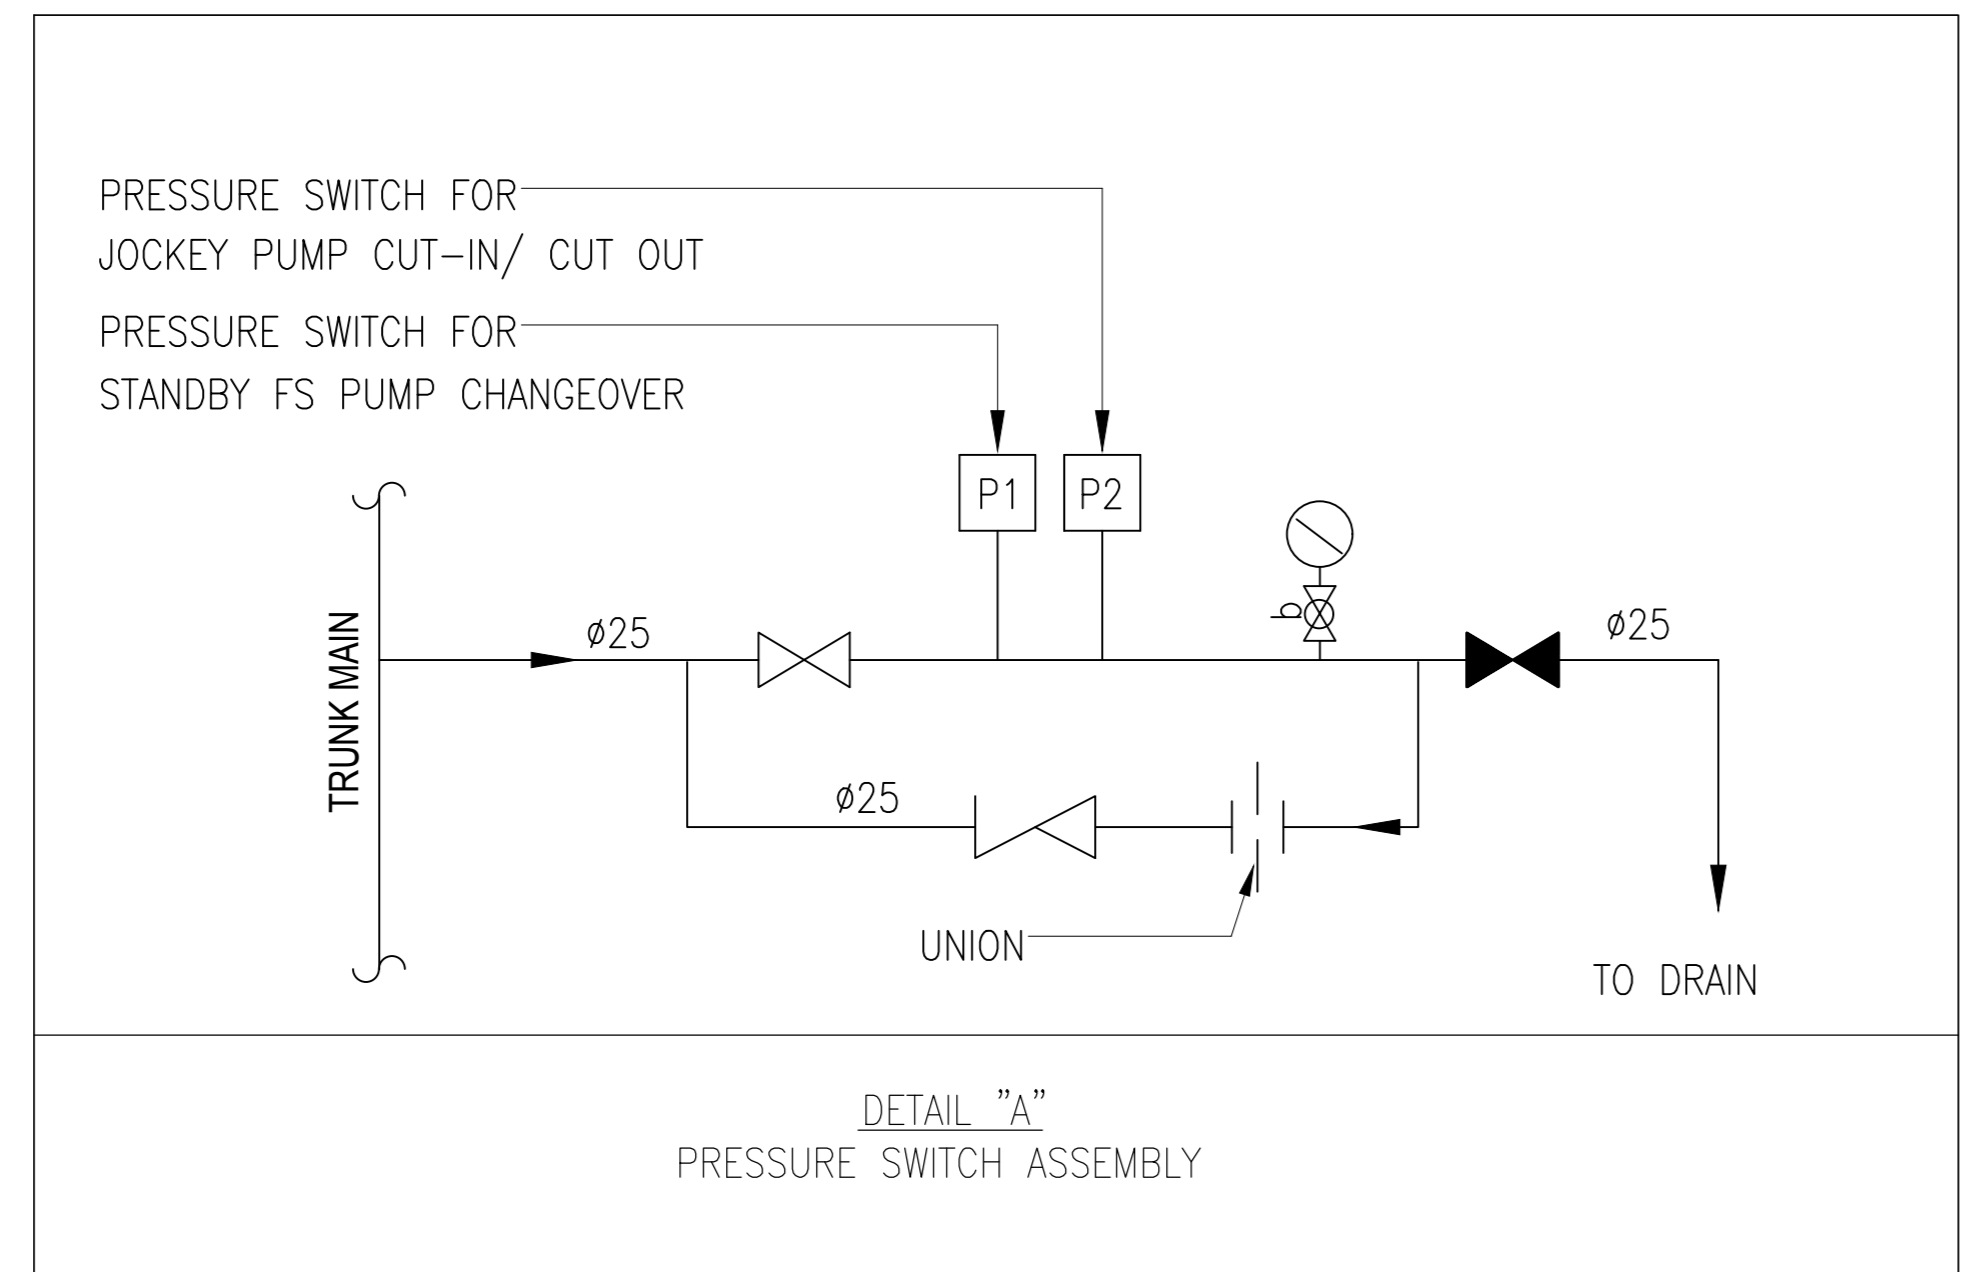 PRESSURE SWITCH FOR
JOCKEY PUMP CUT-IN/ CUT OUT
PRESSURE SWITCH FOR
STANDBY FS PUMP CHANGEOVER
P1
P2
TRUNK MAIN
ø25
b
ø25
ø25
UNION
TO DRAIN
DETAIL "A"
PRESSURE SWITCH ASSEMBLY